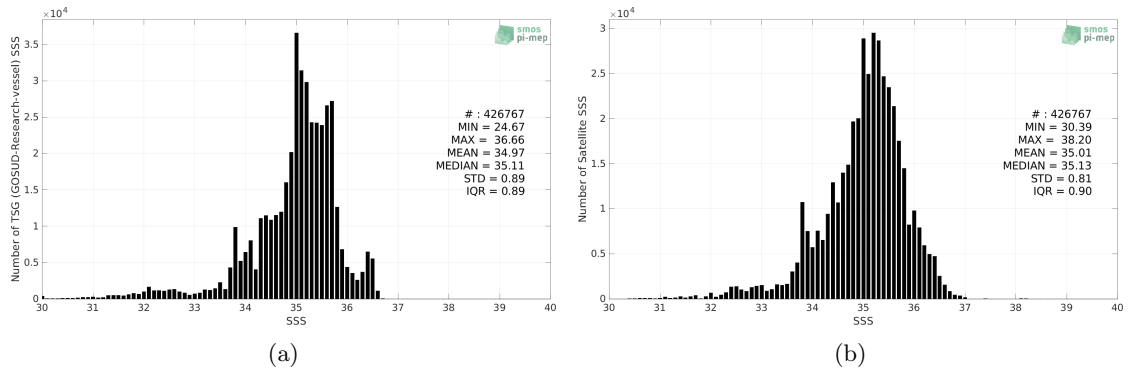 ×10⁴
3.5
3
2.5
2
1.5
1
0.5
0
30
31
32
33
34
35
36
37
38
39
40
SSS
Number of TSG (GOSUD-Research-vessel) SSS
smos
pi-mep
# : 426767
MIN = 24.67
MAX = 36.66
MEAN = 34.97
MEDIAN = 35.11
STD = 0.89
IQR = 0.89
(a)
×10⁴
3
2.5
2
1.5
1
0.5
0
30
31
32
33
34
35
36
37
38
39
40
SSS
Number of Satellite SSS
smos
pi-mep
# : 426767
MIN = 30.39
MAX = 38.20
MEAN = 35.01
MEDIAN = 35.13
STD = 0.81
IQR = 0.90
(b)